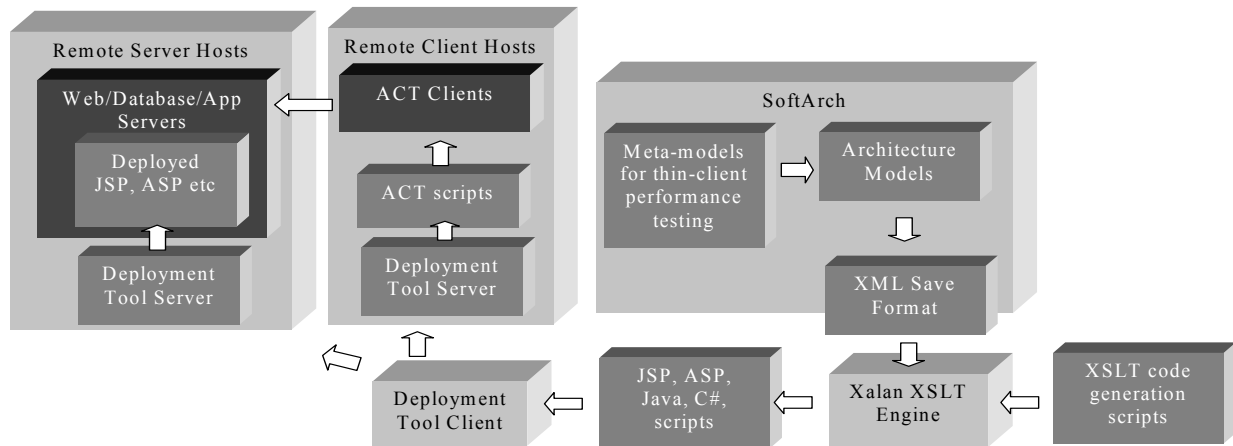 Remote Server Hosts
Web/Database/App
Servers
Deployed
JSP, ASP etc
Deployment
Tool Server
Remote Client Hosts
ACT Clients
ACT scripts
Deployment
Tool Server
SoftArch
Meta-models
for thin-client
performance
testing
Architecture
Models
XML Save
Format
Deployment
Tool Client
JSP, ASP,
Java, C#,
scripts
Xalan XSLT
Engine
XSLT code
generation
scripts